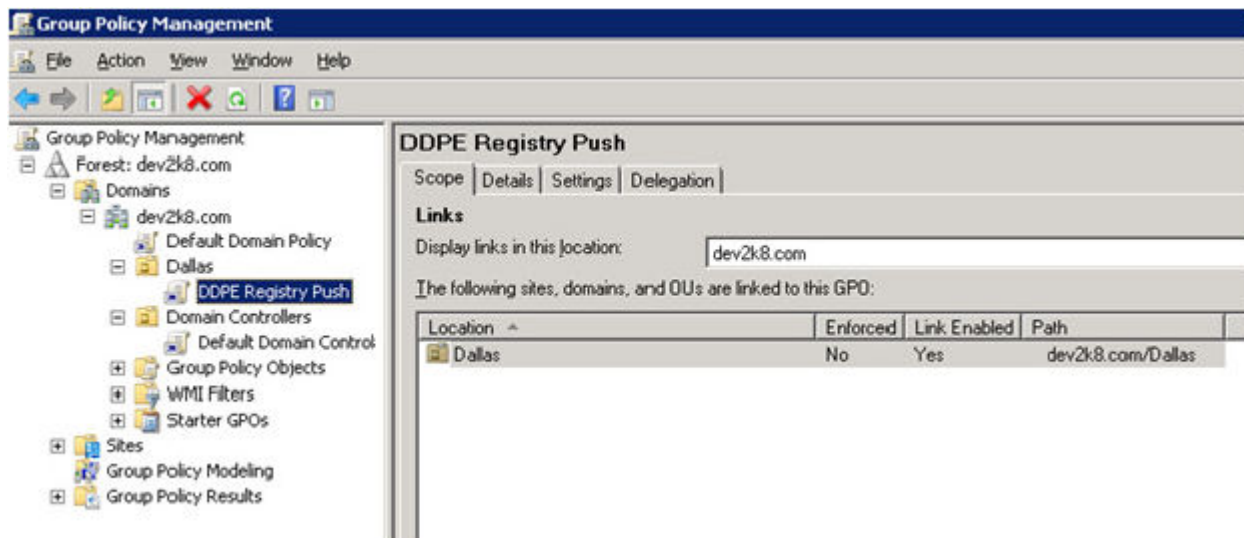 Group Policy Management
File Action View Window Help
Group Policy Management
Forest: dev2k8.com
Domains
dev2k8.com
Default Domain Policy
Dallas
DDPE Registry Push
Domain Controllers
Default Domain Control
Group Policy Objects
WMI Filters
Starter GPOs
Sites
Group Policy Modeling
Group Policy Results
DDPE Registry Push
Scope Details Settings Delegation
Links
Display links in this location: dev2k8.com
The following sites, domains, and OUs are linked to this GPO:
Location Enforced Link Enabled Path
Dallas No Yes dev2k8.com/Dallas